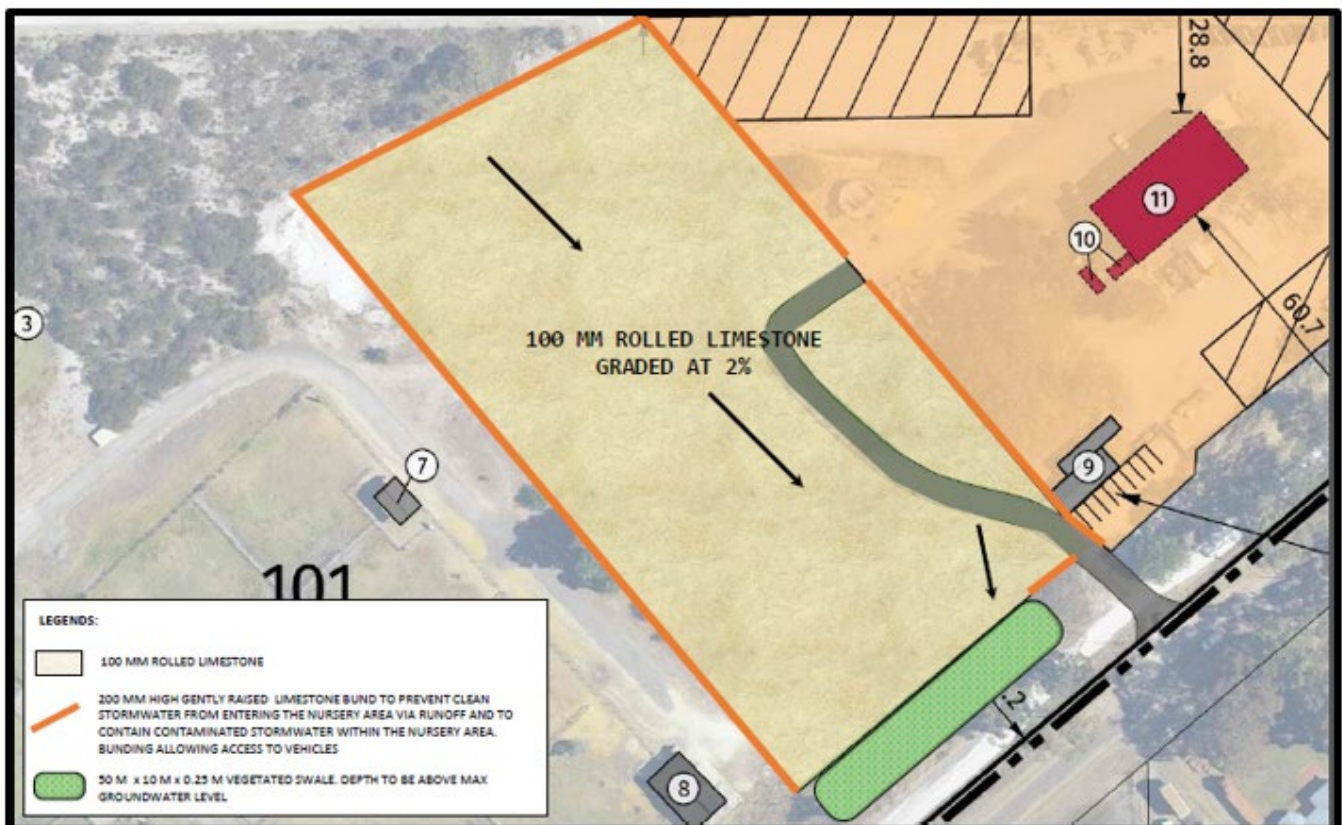 28.8
11
10
3
60.7
100 MM ROLLED LIMESTONE
GRADED AT 2%
7
9
101
LEGENDS:
100 MM ROLLED LIMESTONE
200 MM HIGH GENTLY RAISED LIMESTONE BUND TO PREVENT CLEAN
STORMWATER FROM ENTERING THE NURSERY AREA VIA RUNOFF AND TO
CONTAIN CONTAMINATED STORMWATER WITHIN THE NURSERY AREA.
BUNDING ALLOWING ACCESS TO VEHICLES
.2
50 M x 10 M x 0.25 M VEGETATED SWALE. DEPTH TO BE ABOVE MAX
GROUNDWATER LEVEL
8